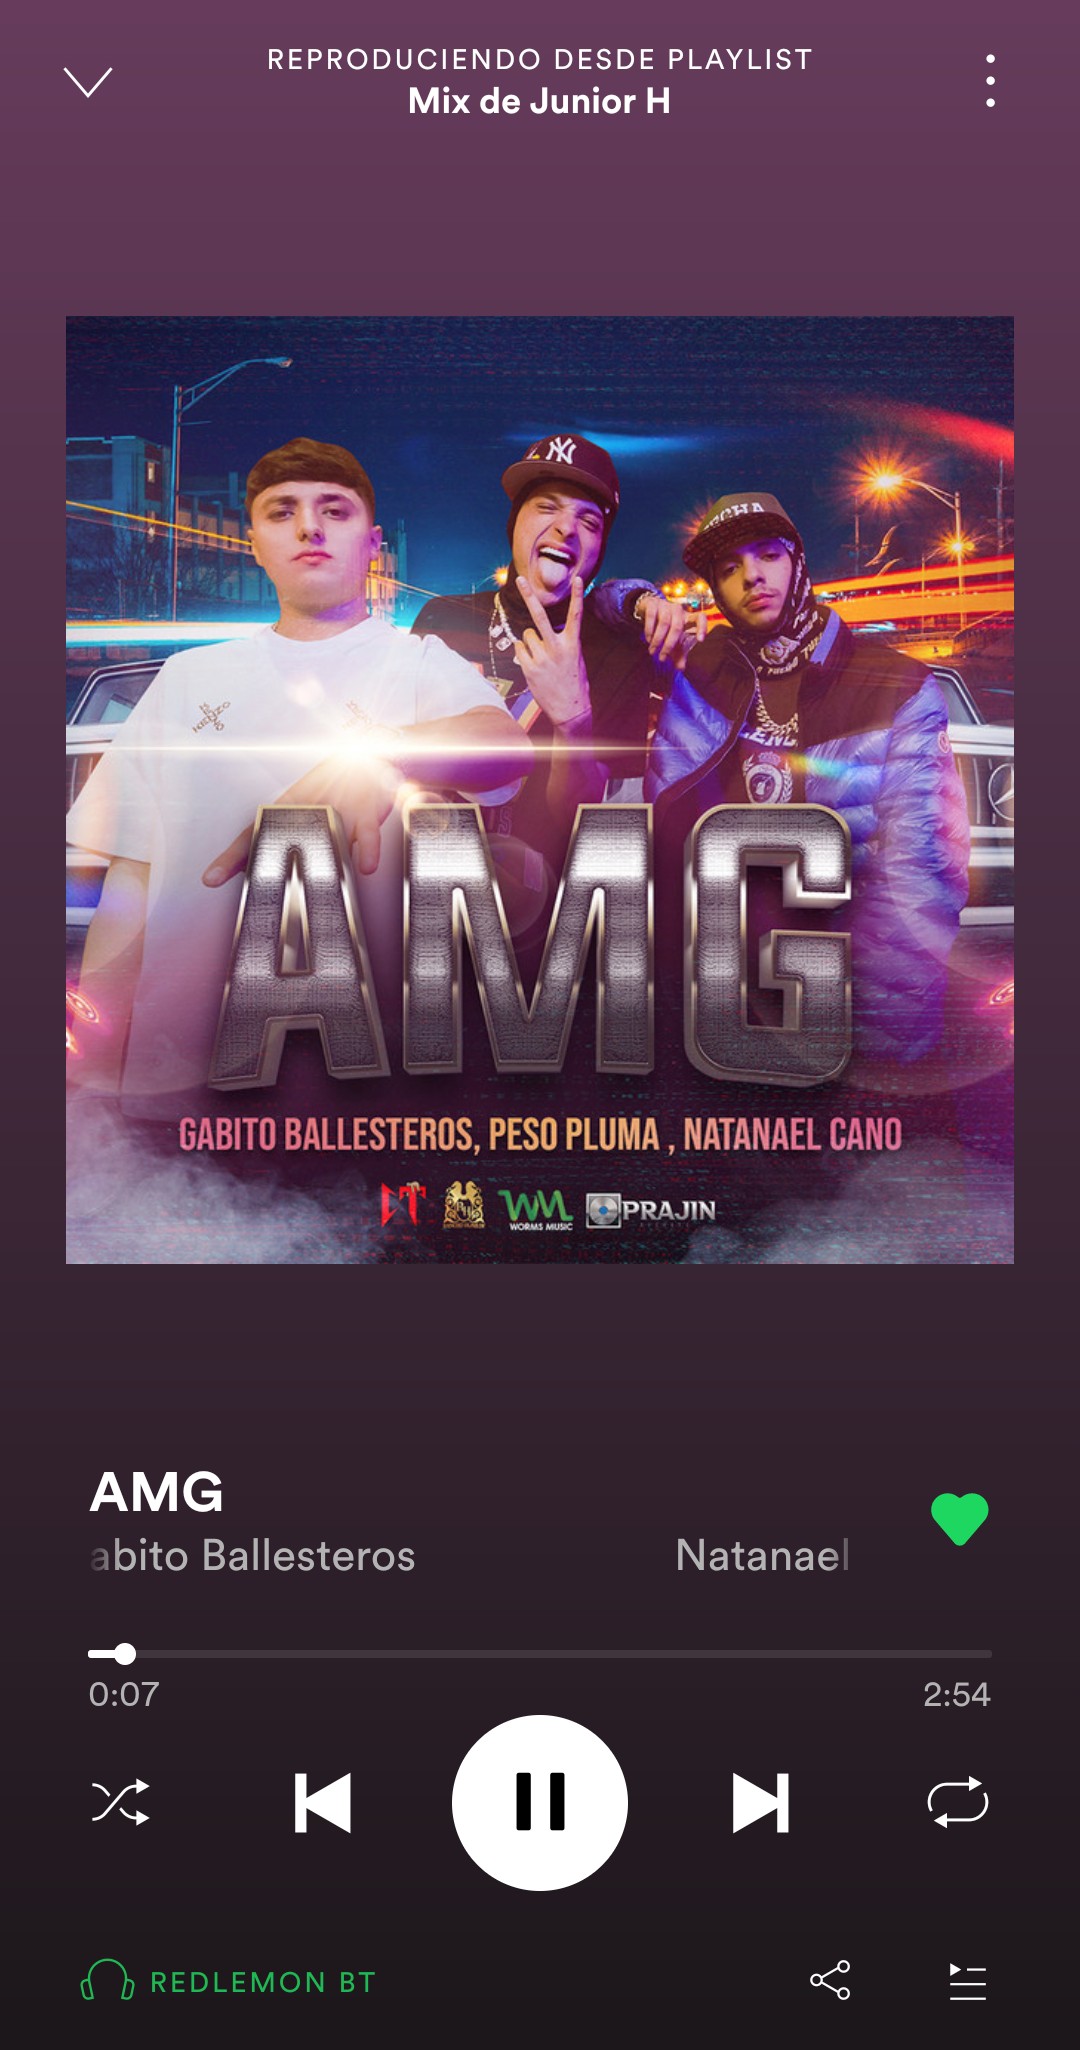 REPRODUCIENDO DESDE PLAYLIST
Mix de Junior H
NY
KENZO
AMG
GABITO BALLESTEROS, PESO PLUMA , NATANAEL CANO
WM
WORMS MUSIC
PRAJIN
AMG
abito Ballesteros
Natanael
0:07
2:54
REDLEMON BT